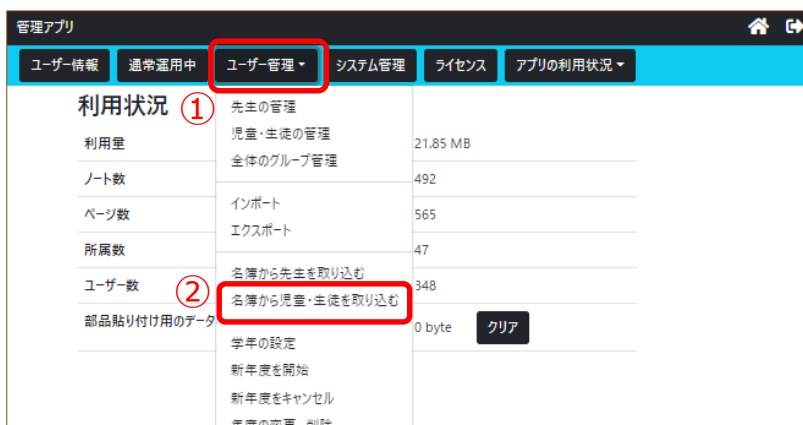 管理アプリ
ユーザー情報 通常運用中 ユーザー管理 システム管理 ライセンス アプリの利用状況
利用状況
①
先生の管理
児童・生徒の管理
全体のグループ管理
インポート
エクスポート
名簿から先生を取り込む
②
名簿から児童・生徒を取り込む
学年の設定
新年度を開始
新年度をキャンセル
利用量 21.85 MB
ノート数 492
ページ数 565
所属数 47
ユーザー数 348
部品貼り付け用のデータ 0 byte クリア